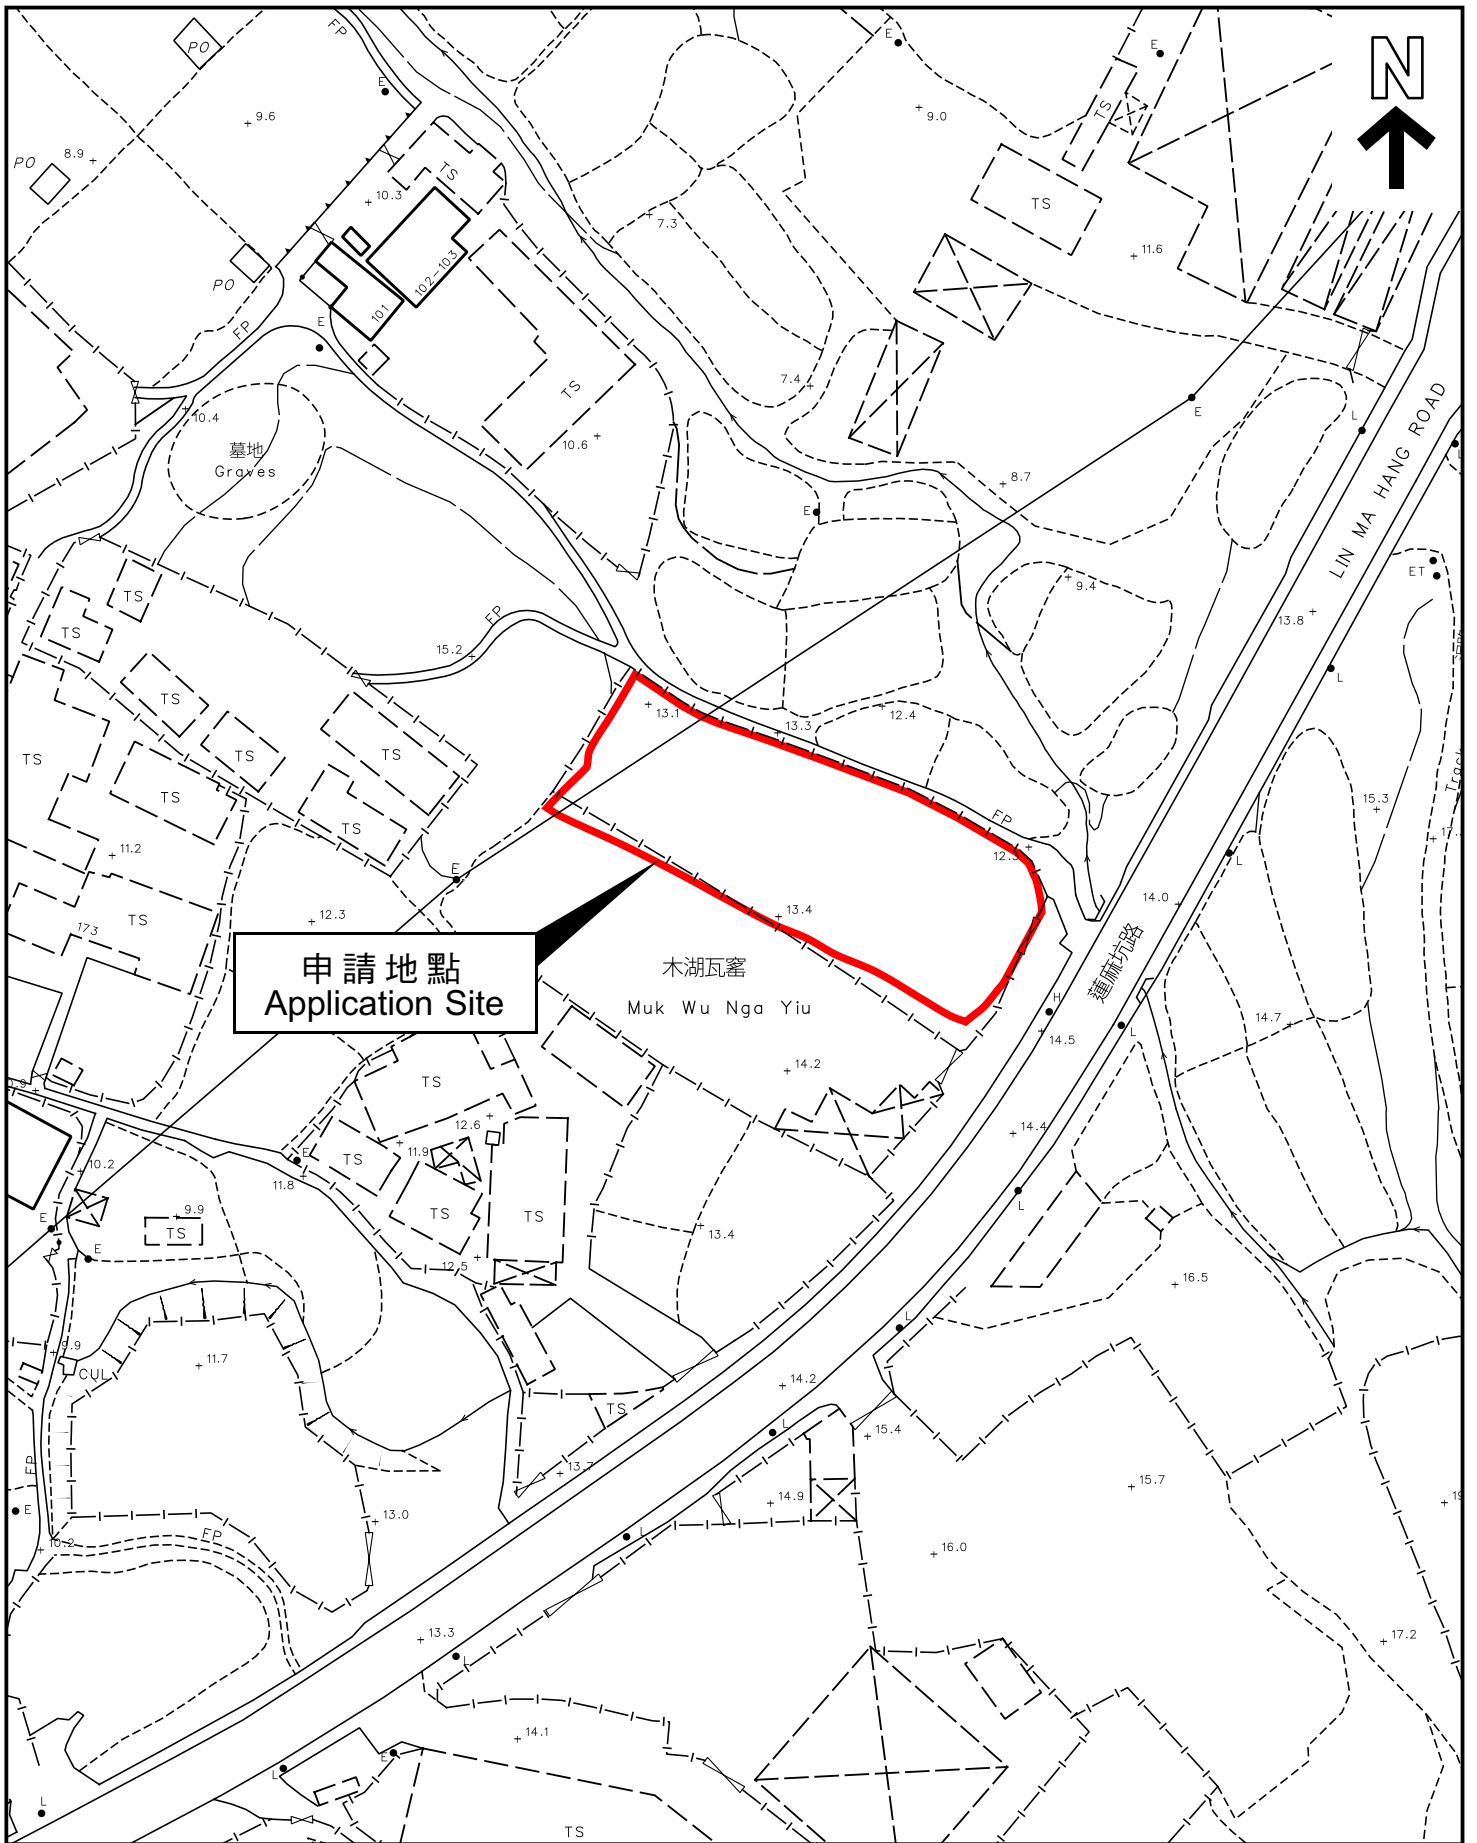 PO
FP
E
E
E
N
9.6
9.0
TS
PO
8.9
TS
10.3
TS
7.3
11.6
102-103
PO
101
FP
E
7.4
TS
E
L
LIN MA HANG ROAD
10.4
墓地
Graves
10.6
8.7
E
ET
TS
9.4
TS
FP
13.8
15.2
L
TS
13.1
12.4
13.3
TS
TS
TS
TS
Track
TS
15.3
TS
FP
12.3
11.2
E
L
14.0
TS
12.3
173
13.4
申請地點
Application Site
木湖瓦窰
Muk Wu Nga Yiu
蓮麻坑路
H
14.7
14.5
L
TS
14.2
12.6
14.4
11.9
TS
E
10.2
11.8
L
9.9
TS
TS
TS
E
13.4
E
12.5
16.5
L
9.9
11.7
CUL
14.2
TS
L
15.4
FP
13.7
15.7
14.9
E
13.0
L
FP
10.2
16.0
13.3
17.2
L
14.1
E
L
L
TS